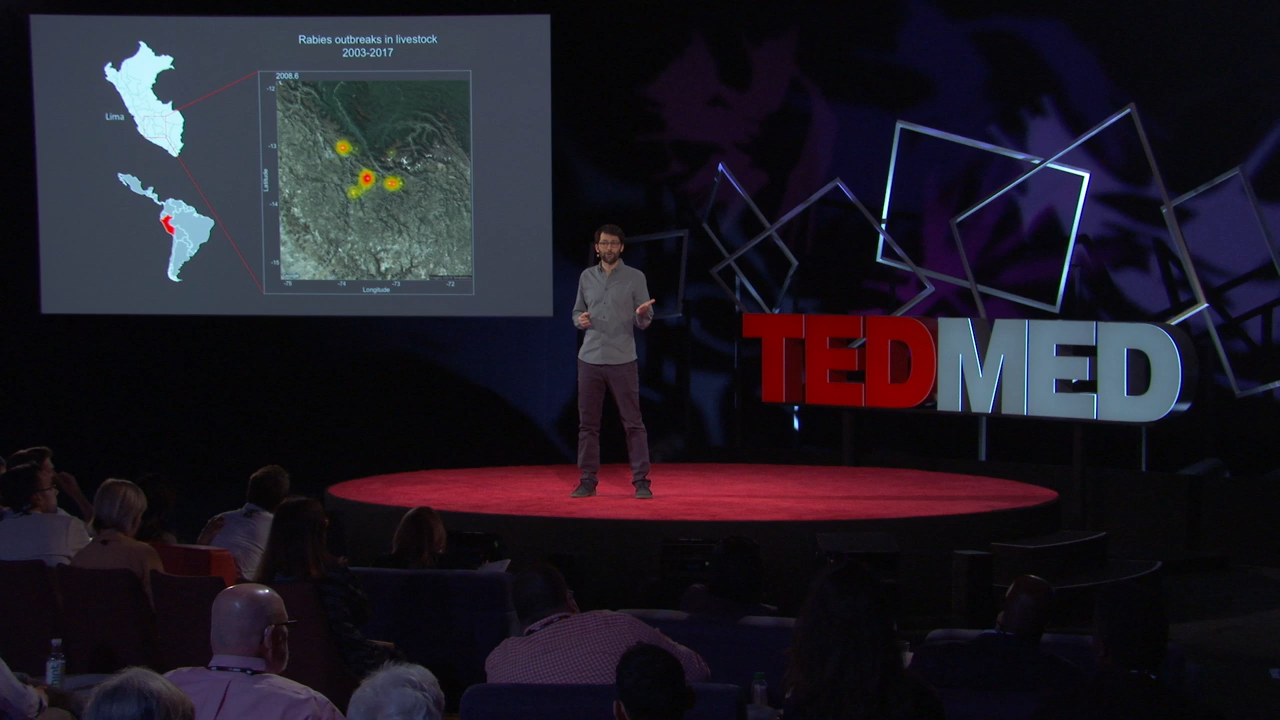 Rabies outbreaks in livestock
2003-2017
2008.6
Lima
-12
-13
-14
-15
Latitude
-75
-74
-73
-72
Longitude
TEDMED